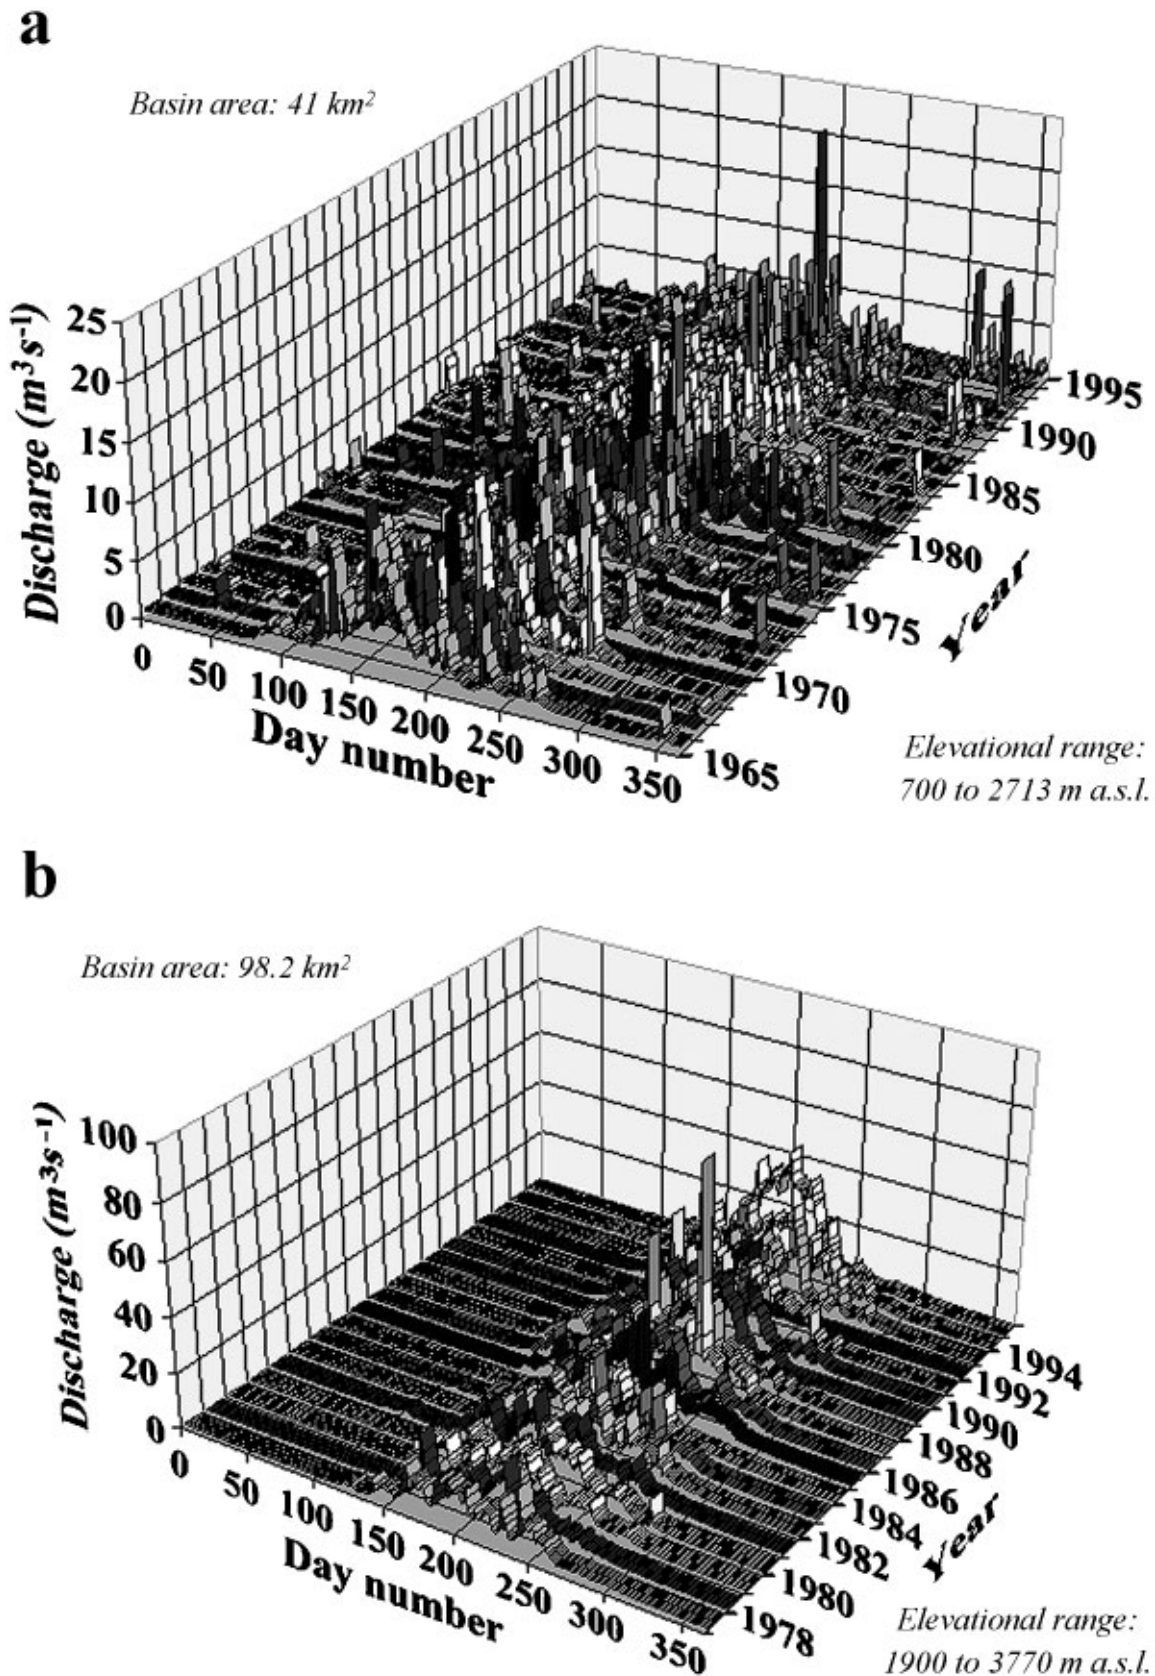 a
Basin area: 41 km²
Discharge (m³s⁻¹)
25
20
15
10
5
0
0 50 100 150 200 250 300 350
Day number
1995
1990
1985
1980
1975
1970
1965
Year
Elevational range:
700 to 2713 m a.s.l.
b
Basin area: 98.2 km²
Discharge (m³s⁻¹)
100
80
60
40
20
0
0 50 100 150 200 250 300 350
Day number
1994
1992
1990
1988
1986
1984
1982
1980
1978
Year
Elevational range:
1900 to 3770 m a.s.l.